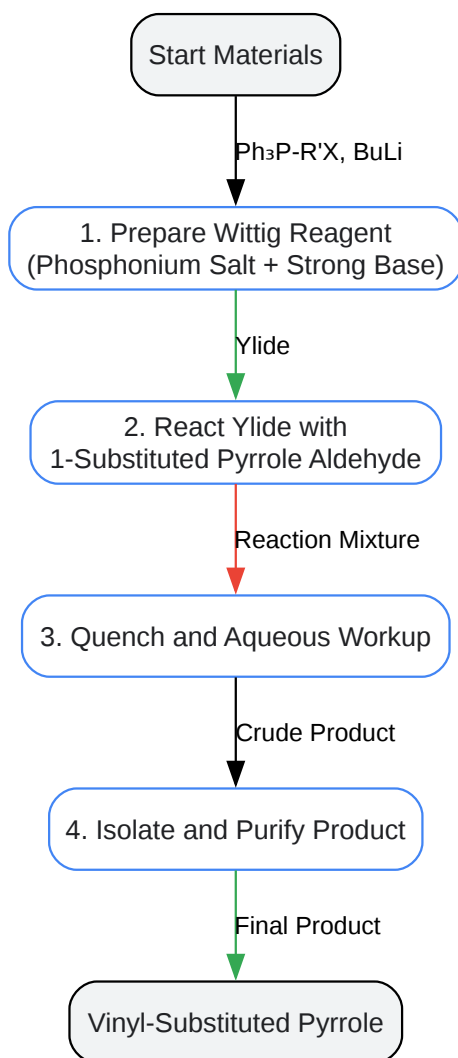 Start Materials
Ph₃P-R'X, BuLi
1. Prepare Wittig Reagent
(Phosphonium Salt + Strong Base)
Ylide
2. React Ylide with
1-Substituted Pyrrole Aldehyde
Reaction Mixture
3. Quench and Aqueous Workup
Crude Product
4. Isolate and Purify Product
Final Product
Vinyl-Substituted Pyrrole